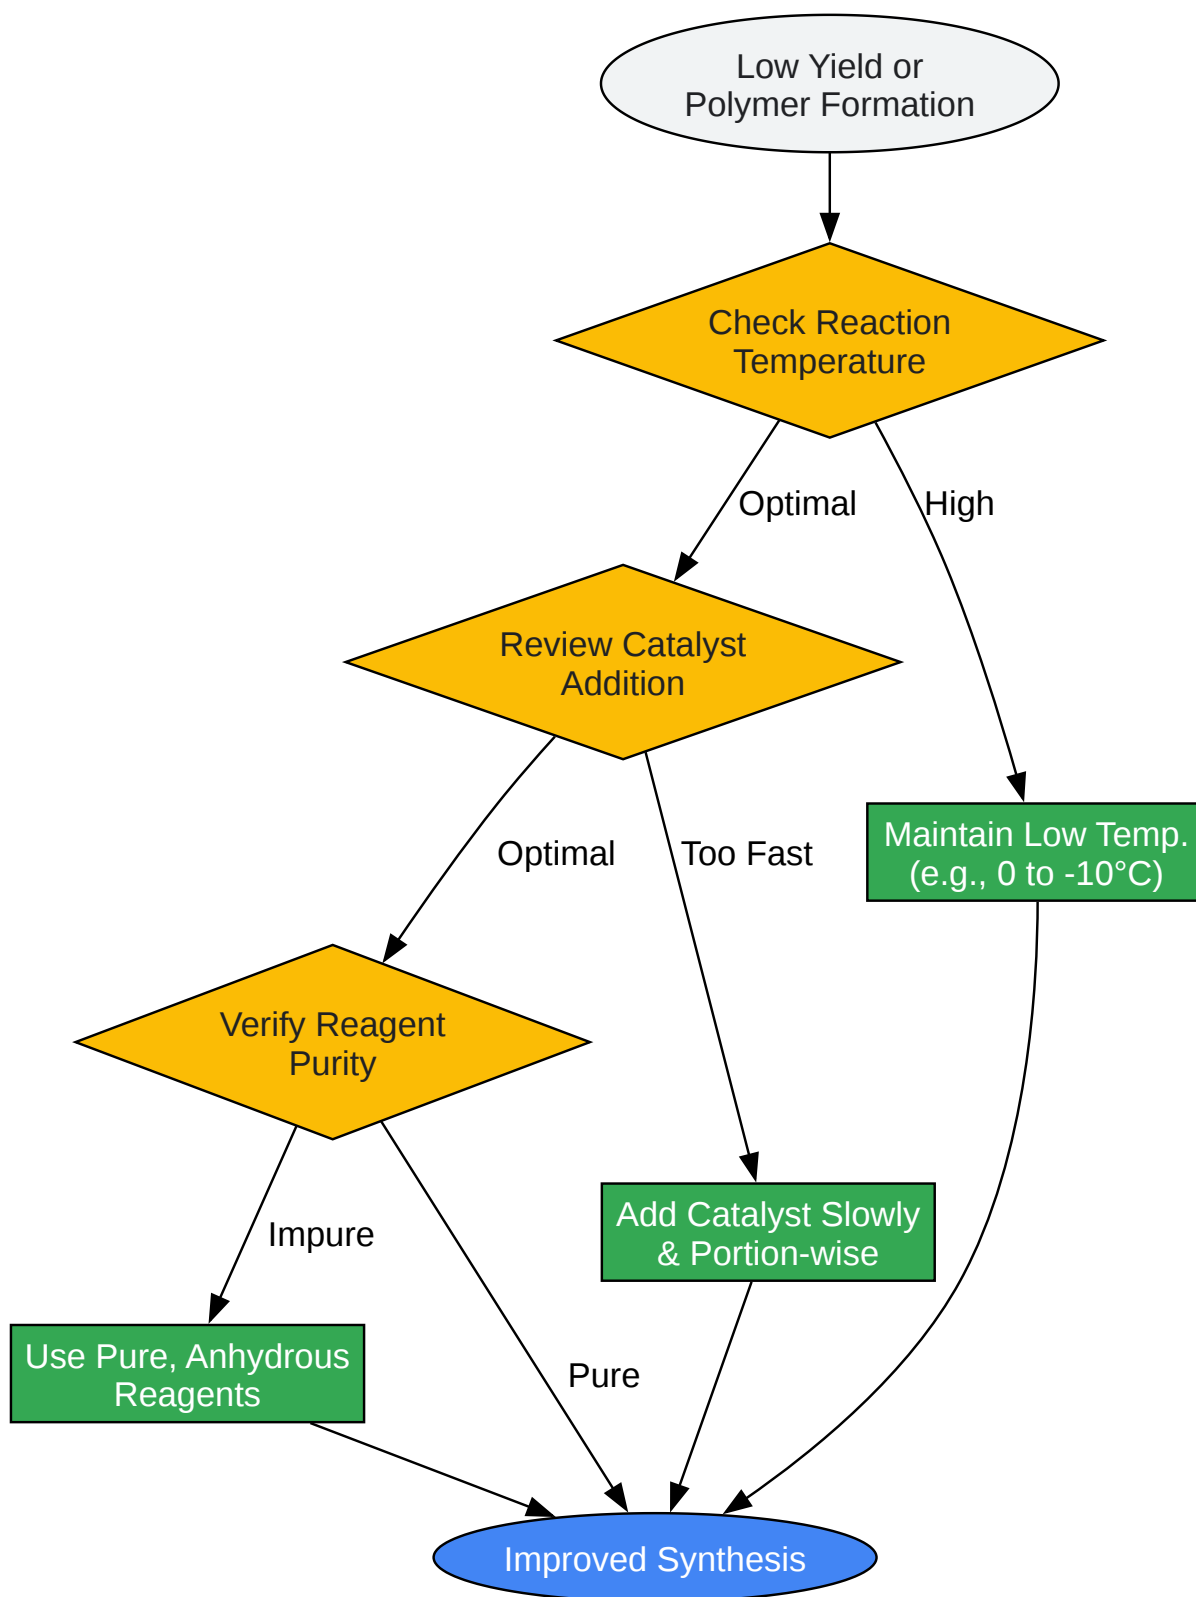 Low Yield or
Polymer Formation
Check Reaction
Temperature
Optimal
High
Review Catalyst
Addition
Maintain Low Temp.
(e.g., 0 to -10°C)
Optimal
Too Fast
Verify Reagent
Purity
Add Catalyst Slowly
& Portion-wise
Impure
Use Pure, Anhydrous
Reagents
Pure
Improved Synthesis